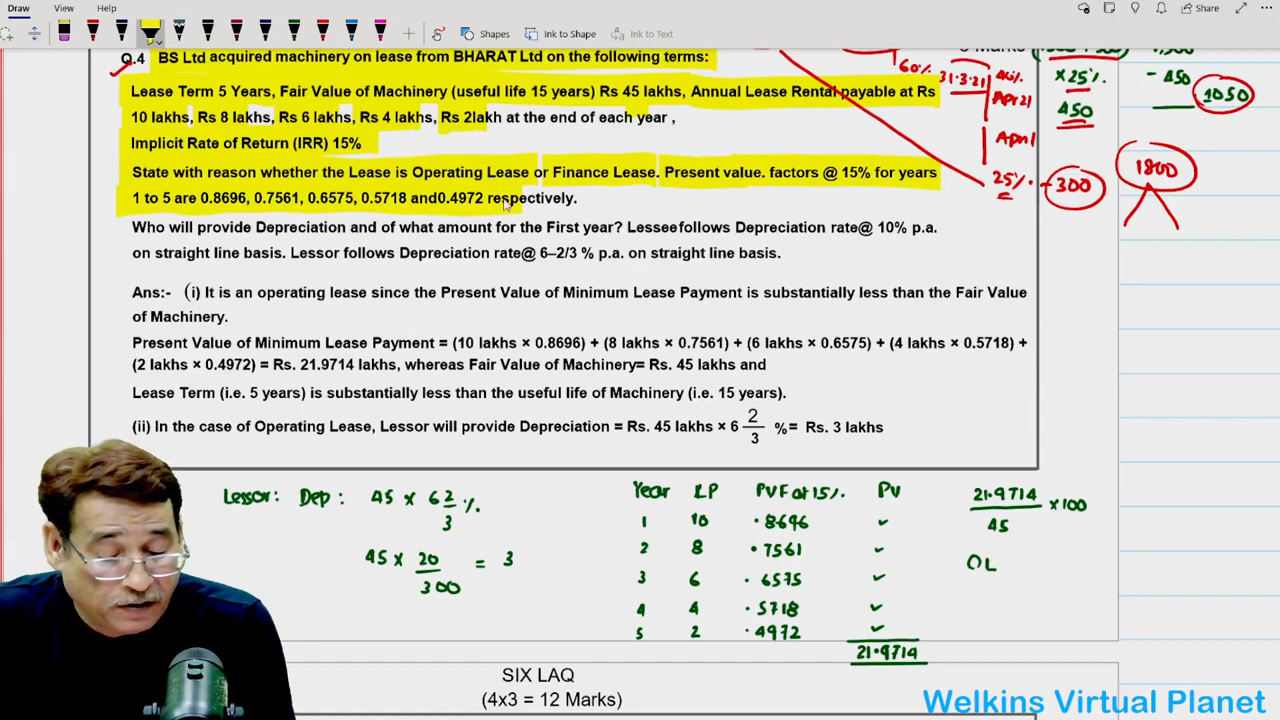 Draw View Help
Share
Shapes Ink to Shape Ink to Text
Q.4 BS Ltd acquired machinery on lease from BHARAT Ltd on the following terms:
Lease Term 5 Years, Fair Value of Machinery (useful life 15 years) Rs 45 lakhs, Annual Lease Rental payable at Rs
10 lakhs, Rs 8 lakhs, Rs 6 lakhs, Rs 4 lakhs, Rs 2lakh at the end of each year ,
Implicit Rate of Return (IRR) 15%
State with reason whether the Lease is Operating Lease or Finance Lease. Present value. factors @ 15% for years
1 to 5 are 0.8696, 0.7561, 0.6575, 0.5718 and0.4972 respectively.
Who will provide Depreciation and of what amount for the First year? Lesseefollows Depreciation rate@ 10% p.a.
on straight line basis. Lessor follows Depreciation rate@ 6–2/3 % p.a. on straight line basis.
Ans:- (i) It is an operating lease since the Present Value of Minimum Lease Payment is substantially less than the Fair Value
of Machinery.
Present Value of Minimum Lease Payment = (10 lakhs × 0.8696) + (8 lakhs × 0.7561) + (6 lakhs × 0.6575) + (4 lakhs × 0.5718) +
(2 lakhs × 0.4972) = Rs. 21.9714 lakhs, whereas Fair Value of Machinery= Rs. 45 lakhs and
Lease Term (i.e. 5 years) is substantially less than the useful life of Machinery (i.e. 15 years).
(ii) In the case of Operating Lease, Lessor will provide Depreciation = Rs. 45 lakhs × 6 2/3 %= Rs. 3 lakhs
60%
31.3.21
Apr21
April
25% 300
×25%
450
- 450
1050
1800
Lessor: Dep: 45 × 6 2/3 %
45 × 20/300 = 3
Year LP PVF at 15% PV
1 10 .8696 ✓
2 8 .7561 ✓
3 6 .6575 ✓
4 4 .5718 ✓
5 2 .4972 ✓
21.9714
21.9714/45 ×100
OL
SIX LAQ
(4x3 = 12 Marks)
Welkins Virtual Planet